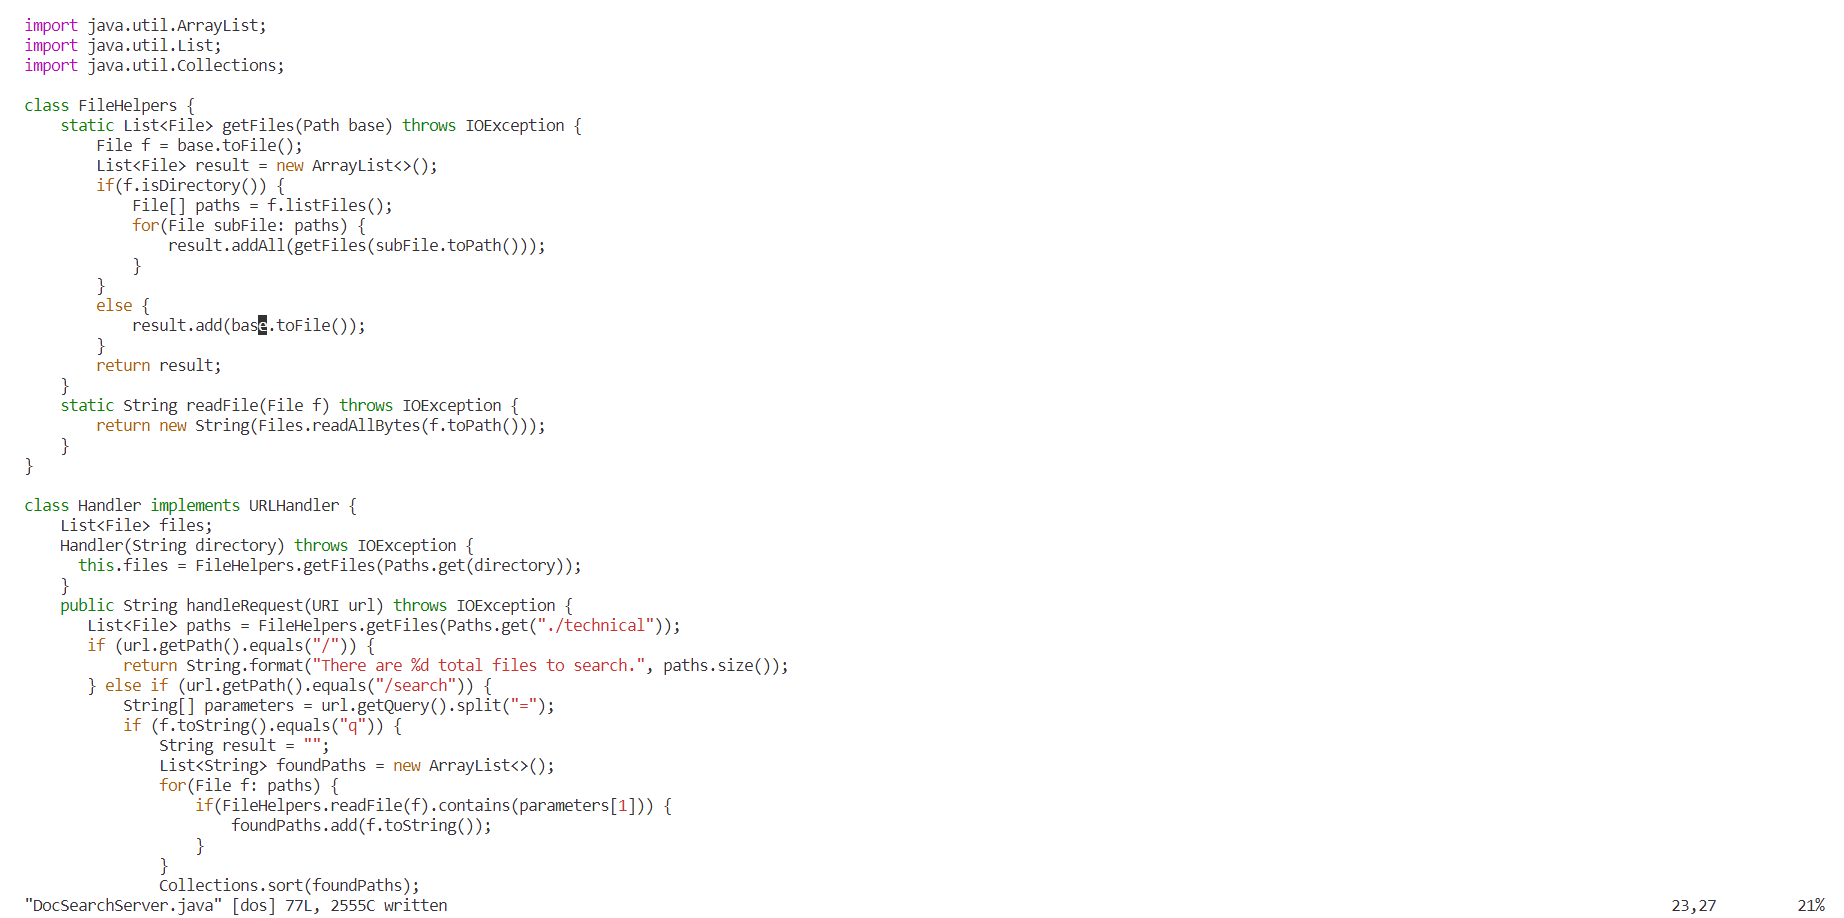 import java.util.ArrayList;
import java.util.List;
import java.util.Collections;

class FileHelpers {
    static List<File> getFiles(Path base) throws IOException {
        File f = base.toFile();
        List<File> result = new ArrayList<>();
        if(f.isDirectory()) {
            File[] paths = f.listFiles();
            for(File subFile: paths) {
                result.addAll(getFiles(subFile.toPath()));
            }
        }
        else {
            result.add(base.toFile());
        }
        return result;
    }
    static String readFile(File f) throws IOException {
        return new String(Files.readAllBytes(f.toPath()));
    }
}

class Handler implements URLHandler {
    List<File> files;
    Handler(String directory) throws IOException {
      this.files = FileHelpers.getFiles(Paths.get(directory));
    }
    public String handleRequest(URI url) throws IOException {
       List<File> paths = FileHelpers.getFiles(Paths.get("./technical"));
       if (url.getPath().equals("/")) {
           return String.format("There are %d total files to search.", paths.size());
       } else if (url.getPath().equals("/search")) {
           String[] parameters = url.getQuery().split("=");
           if (f.toString().equals("q")) {
               String result = "";
               List<String> foundPaths = new ArrayList<>();
               for(File f: paths) {
                   if(FileHelpers.readFile(f).contains(parameters[1])) {
                       foundPaths.add(f.toString());
                   }
               }
               Collections.sort(foundPaths);
"DocSearchServer.java" [dos] 77L, 2555C written 23,27 21%